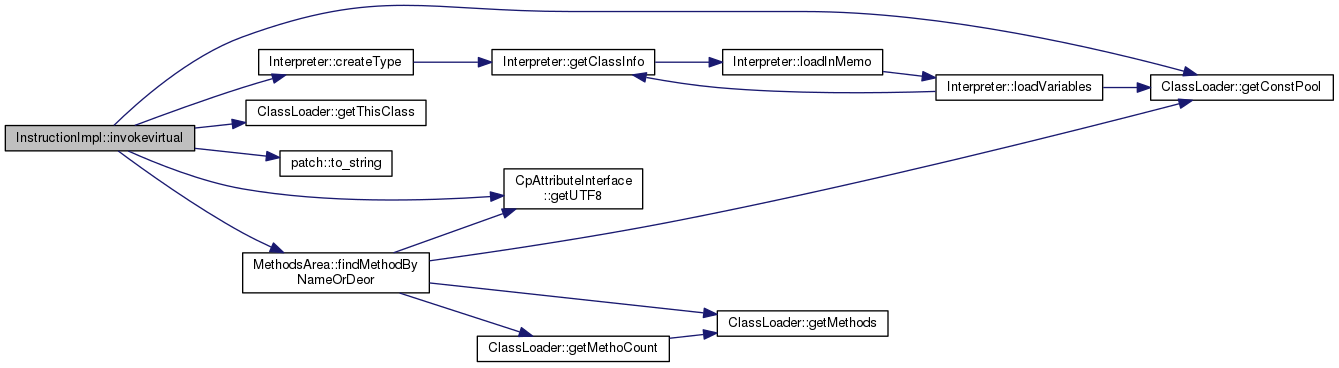 InstructionImpl::invokevirtual
Interpreter::createType
Interpreter::getClassInfo
Interpreter::loadInMemo
Interpreter::loadVariables
ClassLoader::getConstPool
ClassLoader::getThisClass
patch::to_string
CpAttributeInterface
::getUTF8
MethodsArea::findMethodBy
NameOrDeor
ClassLoader::getMethods
ClassLoader::getMethoCount